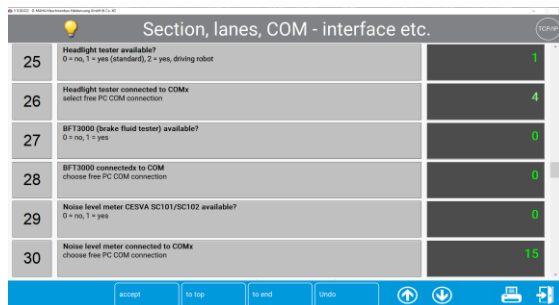 Section, lanes, COM - interface etc.
TCP/IP
25
Headlight tester available?
0 = no, 1 = yes (standard), 2 = yes, driving robot
1
26
Headlight tester connected to COMx
select free PC COM connection
4
27
BFT3000 (brake fluid tester) available?
0 = no, 1 = yes
0
28
BFT3000 connectedx to COM
choose free PC COM connection
0
29
Noise level meter CESVA SC101/SC102 available?
0 = no, 1 = yes
0
30
Noise level meter connected to COMx
choose free PC COM connection
15
accept
to top
to end
Undo